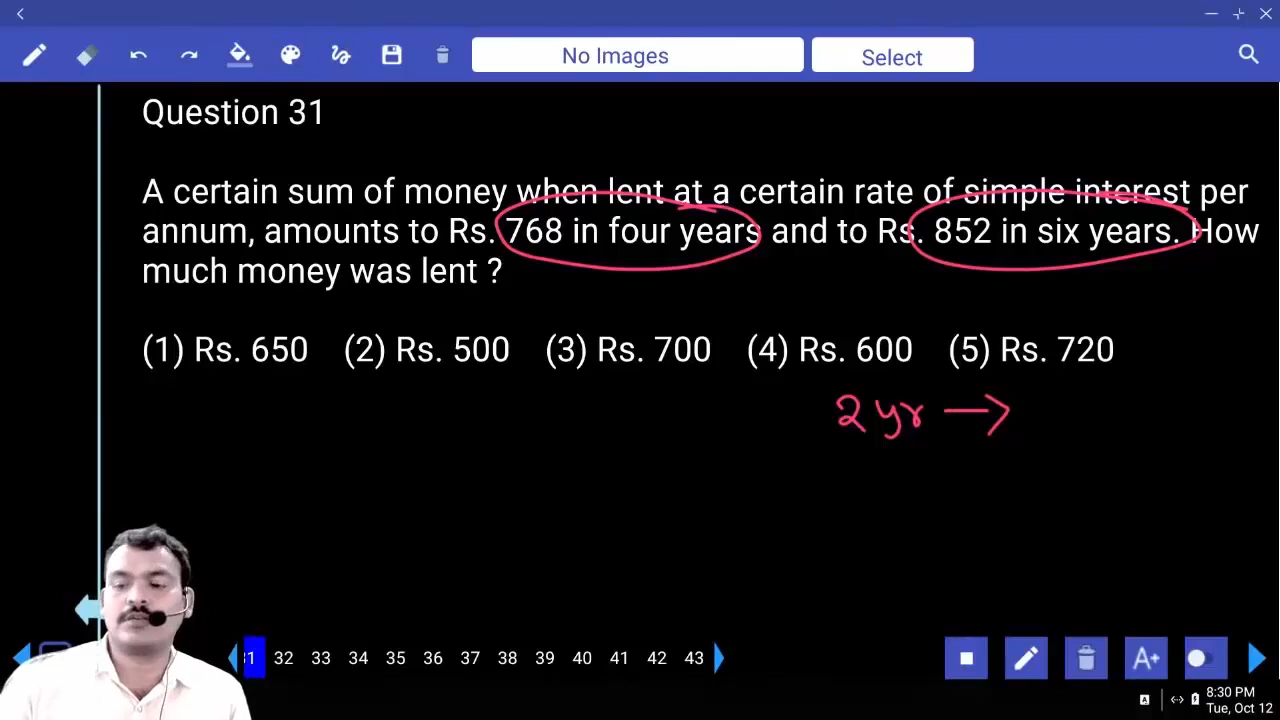 No Images Select
Question 31
A certain sum of money when lent at a certain rate of simple interest per
annum, amounts to Rs. 768 in four years and to Rs. 852 in six years. How
much money was lent ?
(1) Rs. 650 (2) Rs. 500 (3) Rs. 700 (4) Rs. 600 (5) Rs. 720
2 yr →
31 32 33 34 35 36 37 38 39 40 41 42 43
A+
8:30 PM
A
Tue, Oct 12